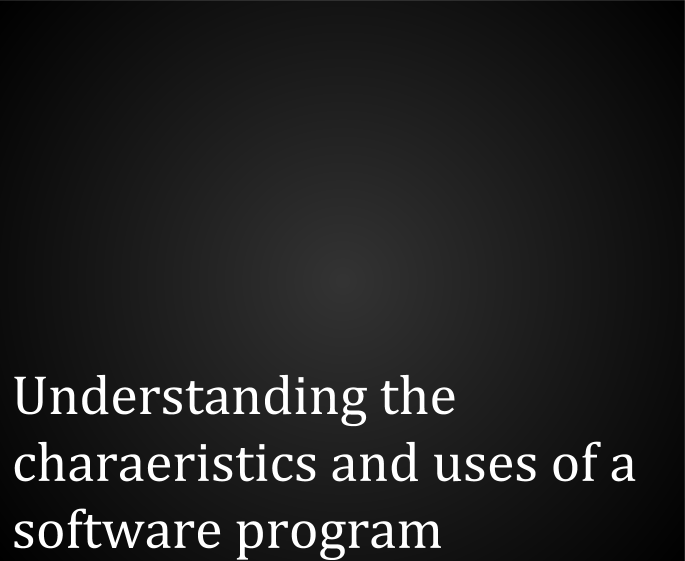 Understanding the
charaeristics and uses of a
software program